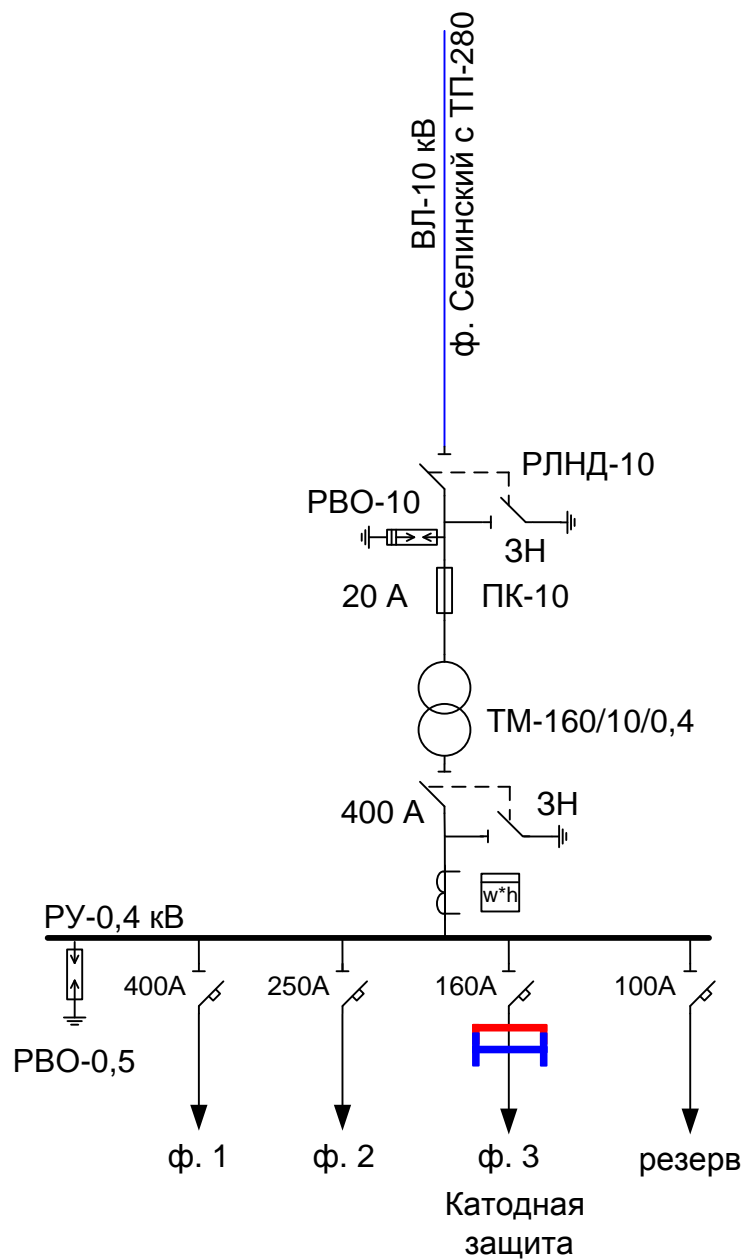 ВЛ-10 кВ
ф. Селинский с ТП-280
РЛНД-10
РВО-10
ЗН
20 А
ПК-10
ТМ-160/10/0,4
400 А
ЗН
w*h
РУ-0,4 кВ
400А
250А
160А
100А
РВО-0,5
ф. 1
ф. 2
ф. 3
резерв
Катодная
защита